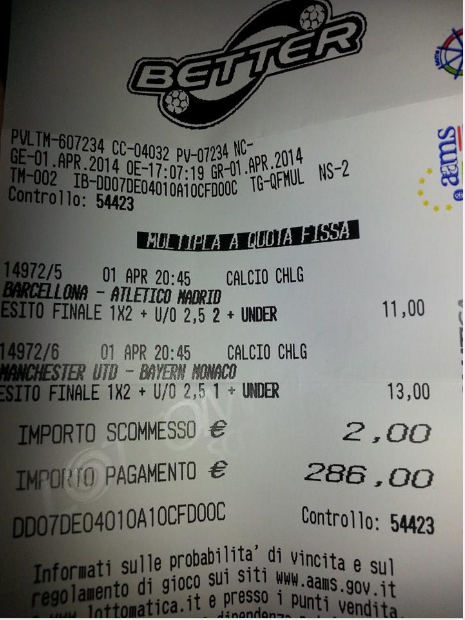 BETTER
PVLTM-607234 CC-04032 PV-07234 NC-
GE-01.APR.2014 OE-17:07:19 GR-01.APR.2014
TM-002 IB-DD07DE04010A10CFD00C TG-QFMUL NS-2
Controllo: 54423
aams
MULTIPLA A QUOTA FISSA
14972/5 01 APR 20:45 CALCIO CHLG
BARCELLONA - ATLETICO MADRID
ESITO FINALE 1X2 + U/O 2,5 2 + UNDER 11,00
14972/6 01 APR 20:45 CALCIO CHLG
MANCHESTER UTD - BAYERN MONACO
ESITO FINALE 1X2 + U/O 2,5 1 + UNDER 13,00
IMPORTO SCOMMESSO € 2,00
IMPORTO PAGAMENTO € 286,00
DD07DE04010A10CFD00C Controllo: 54423
Informati sulle probabilita' di vincita e sul
regolamento di gioco sui siti www.aams.gov.it
lottomatica.it e presso i punti vendita